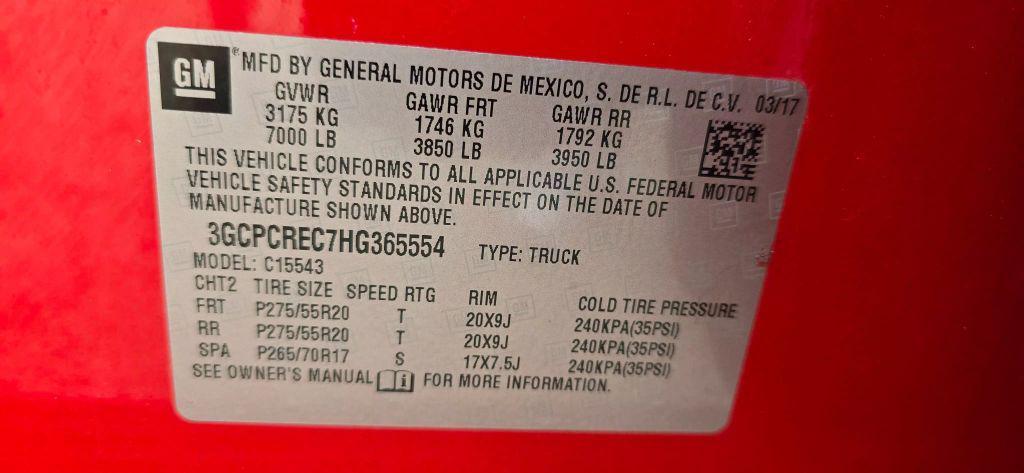 GM
® MFD BY GENERAL MOTORS DE MEXICO, S. DE R.L. DE C.V. 03/17
GVWR GAWR FRT GAWR RR
3175 KG 1746 KG 1792 KG
7000 LB 3850 LB 3950 LB
THIS VEHICLE CONFORMS TO ALL APPLICABLE U.S. FEDERAL MOTOR
VEHICLE SAFETY STANDARDS IN EFFECT ON THE DATE OF
MANUFACTURE SHOWN ABOVE.
3GCPCREC7HG365554 TYPE: TRUCK
MODEL: C15543
CHT2 TIRE SIZE SPEED RTG RIM COLD TIRE PRESSURE
FRT P275/55R20 T 20X9J 240KPA(35PSI)
RR P275/55R20 T 20X9J 240KPA(35PSI)
SPA P265/70R17 S 17X7.5J 240KPA(35PSI)
SEE OWNER'S MANUAL i FOR MORE INFORMATION.